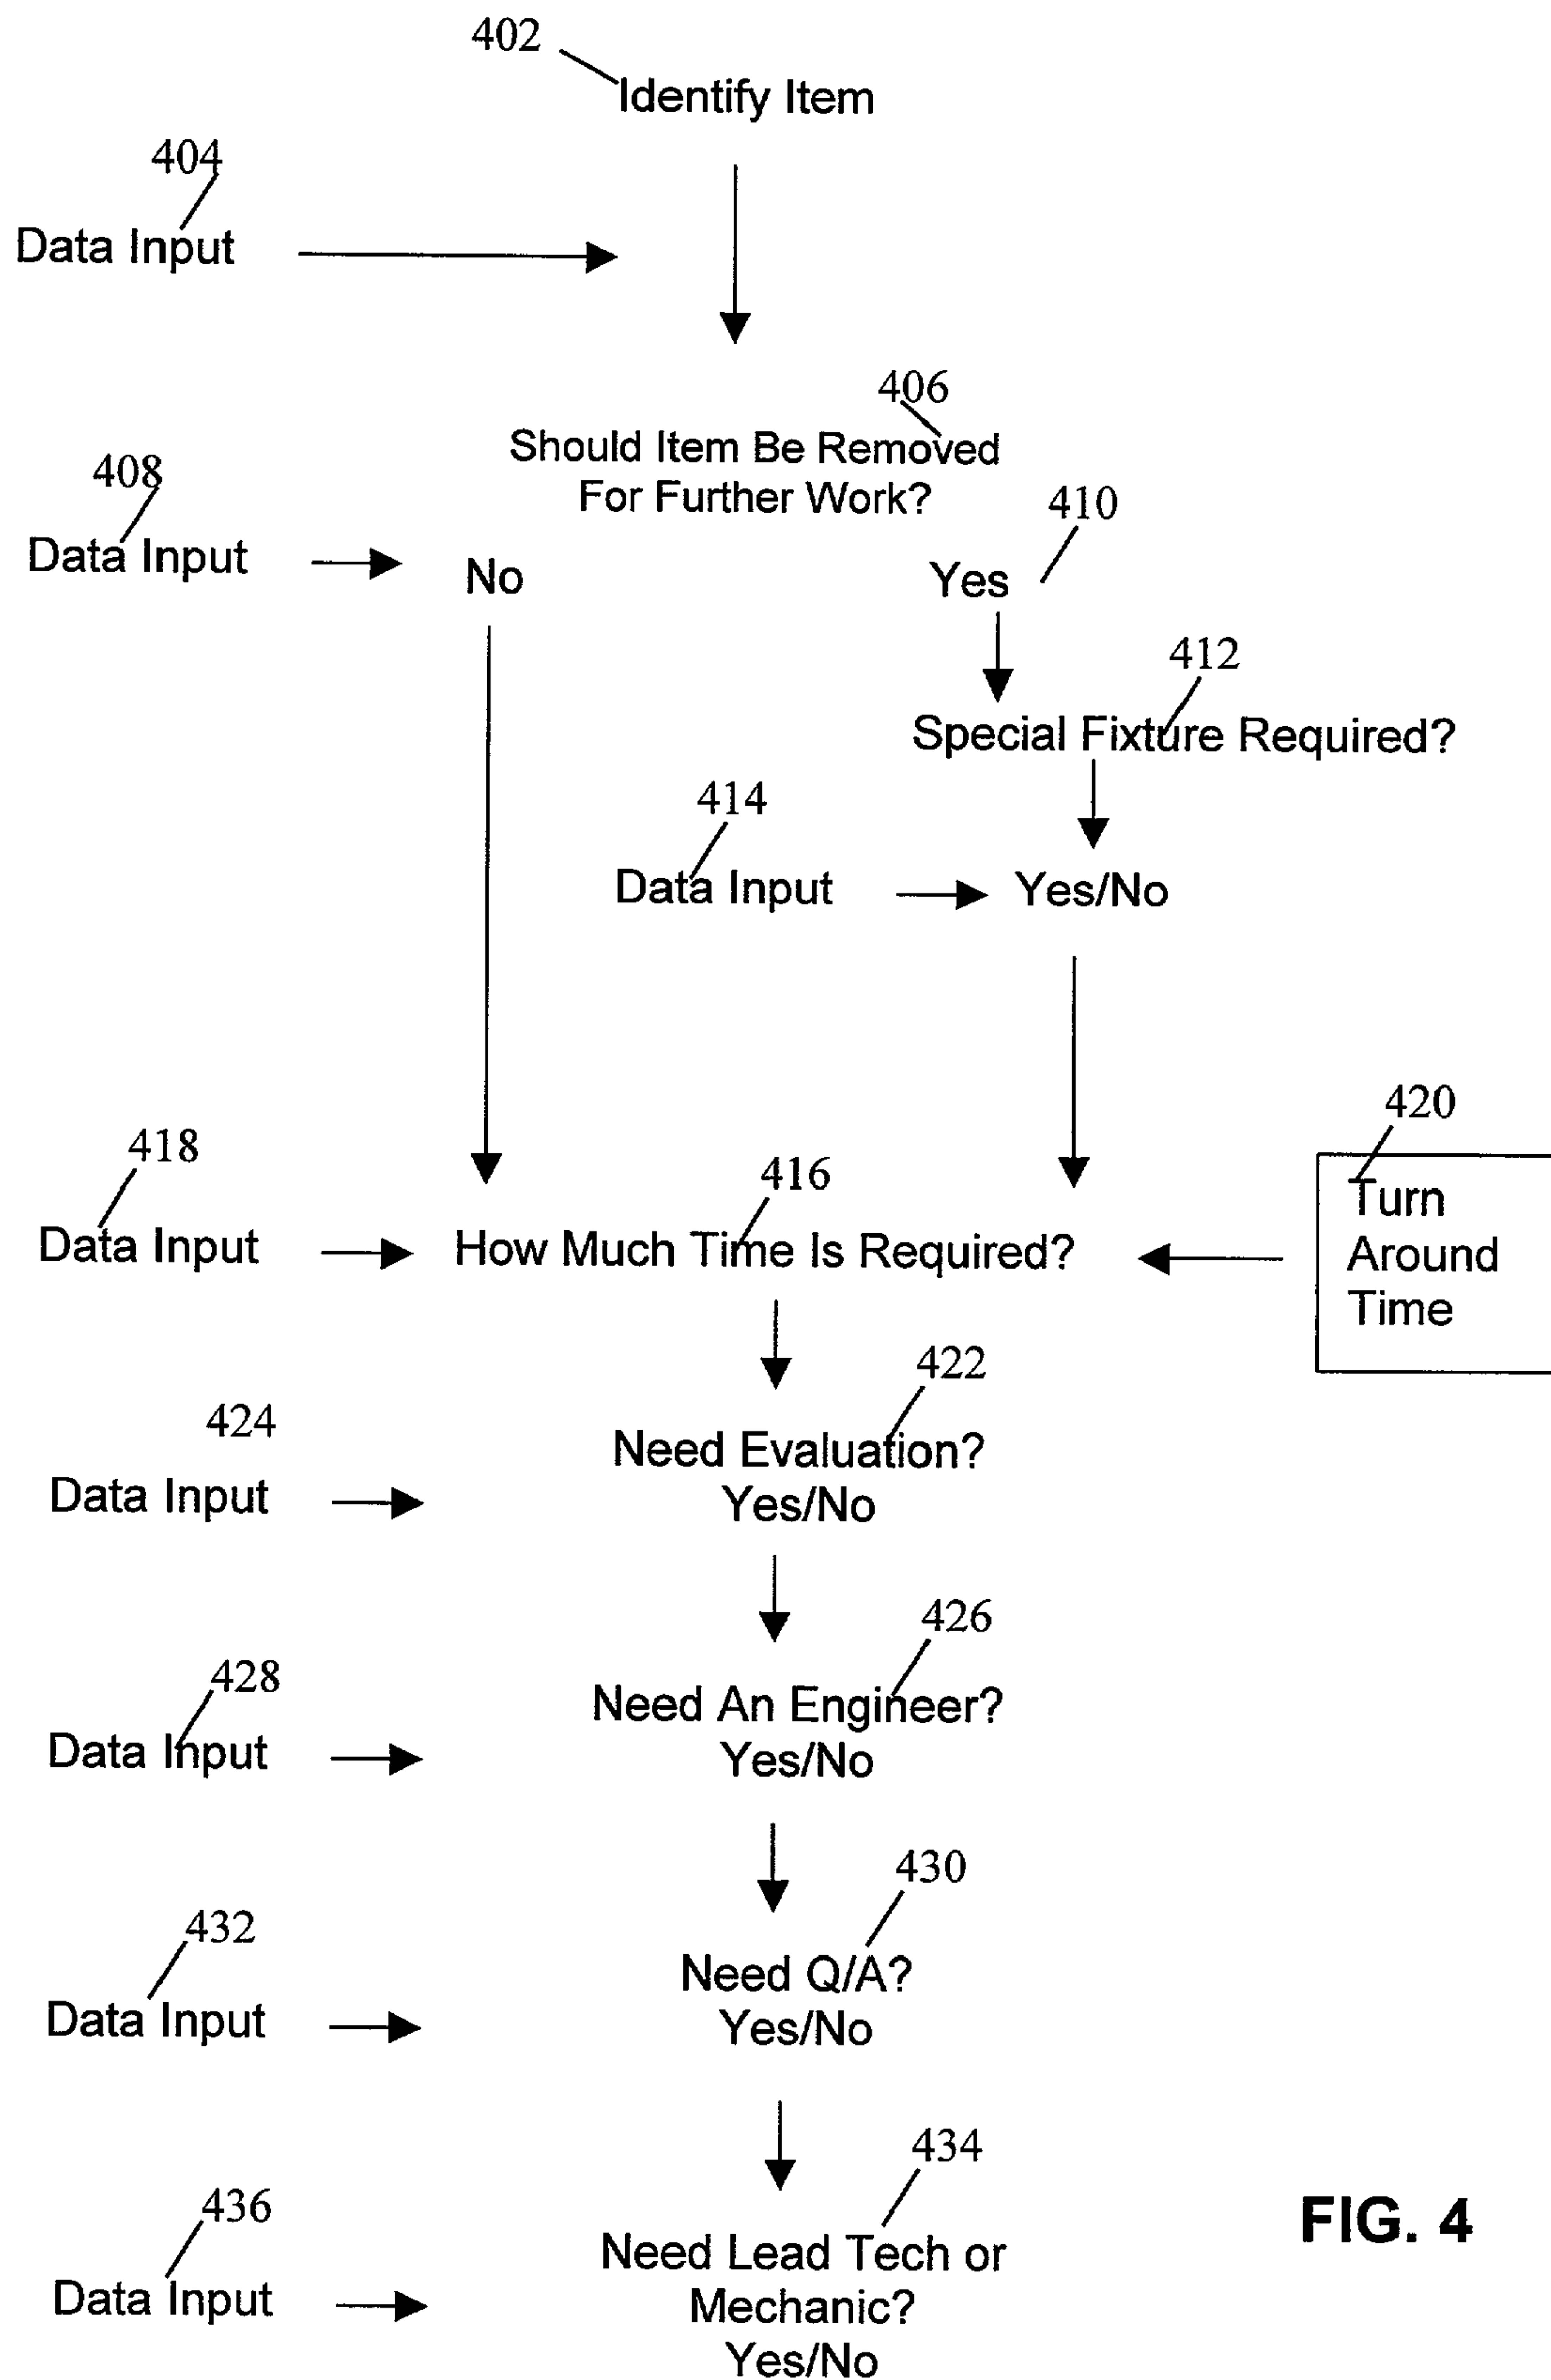 402
Identify Item
404
Data Input
406
Should Item Be Removed
For Further Work?
408
Data Input
No
410
Yes
412
Special Fixture Required?
414
Data Input
Yes/No
418
Data Input
416
How Much Time Is Required?
420
Turn
Around
Time
422
Need Evaluation?
Yes/No
424
Data Input
426
Need An Engineer?
Yes/No
428
Data Input
430
Need Q/A?
Yes/No
432
Data Input
434
Need Lead Tech or
Mechanic?
Yes/No
436
Data Input
FIG. 4